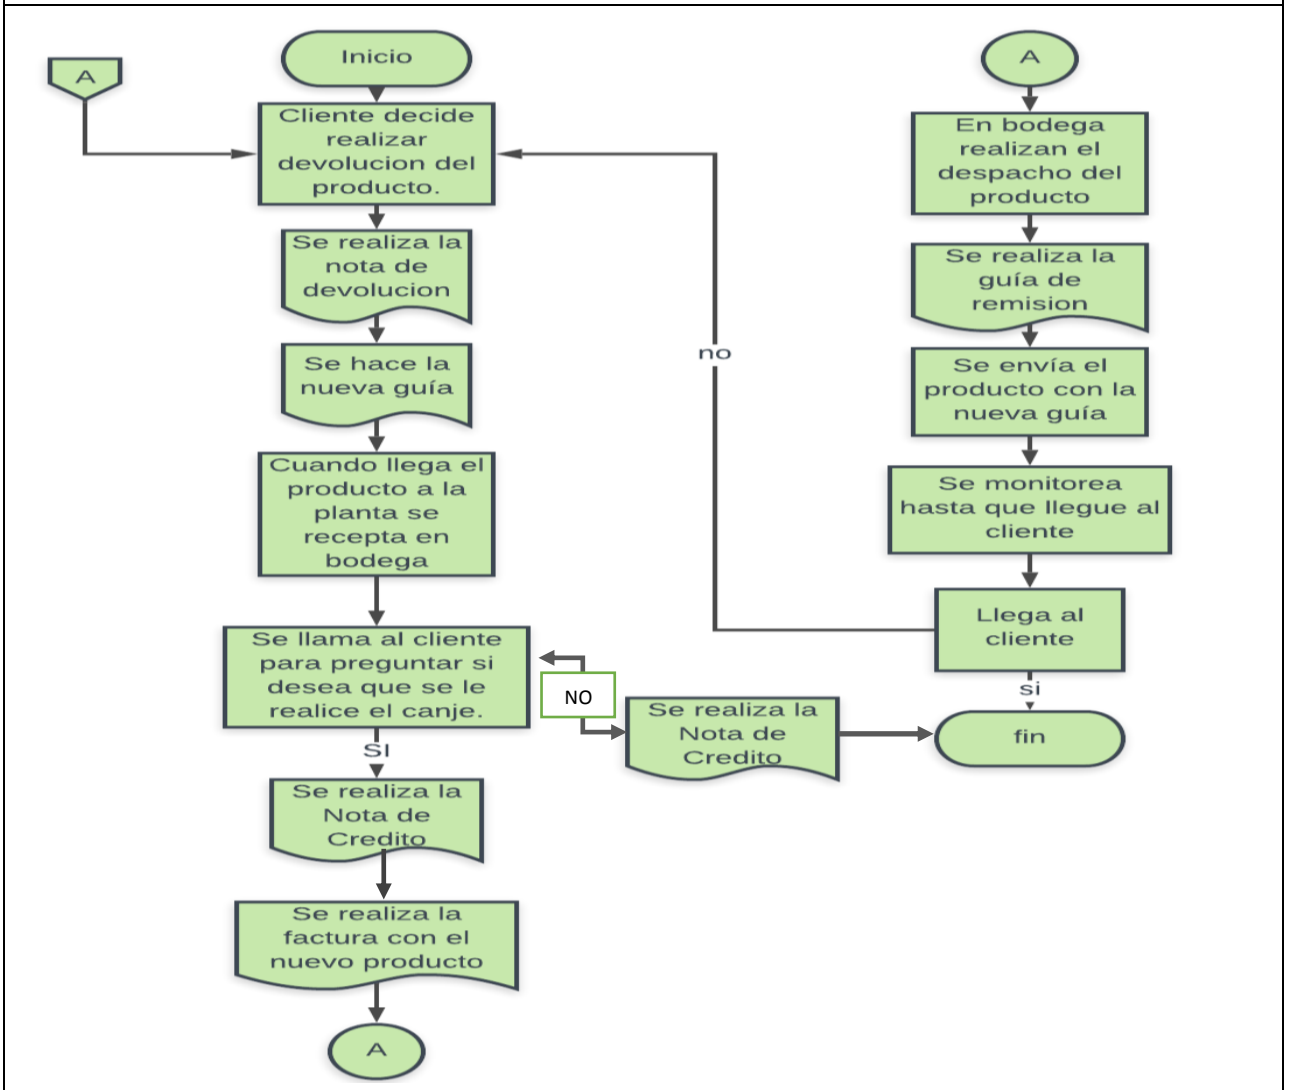 A
Inicio
Cliente decide
realizar
devolucion del
producto.
Se realiza la
nota de
devolucion
Se hace la
nueva guía
Cuando llega el
producto a la
planta se
recepta en
bodega
Se llama al cliente
para preguntar si
desea que se le
realice el canje.
SI
Se realiza la
Nota de
Credito
Se realiza la
factura con el
nuevo producto
A
NO
Se realiza la
Nota de
Credito
no
A
En bodega
realizan el
despacho del
producto
Se realiza la
guía de
remision
Se envía el
producto con la
nueva guía
Se monitorea
hasta que llegue al
cliente
Llega al
cliente
si
fin